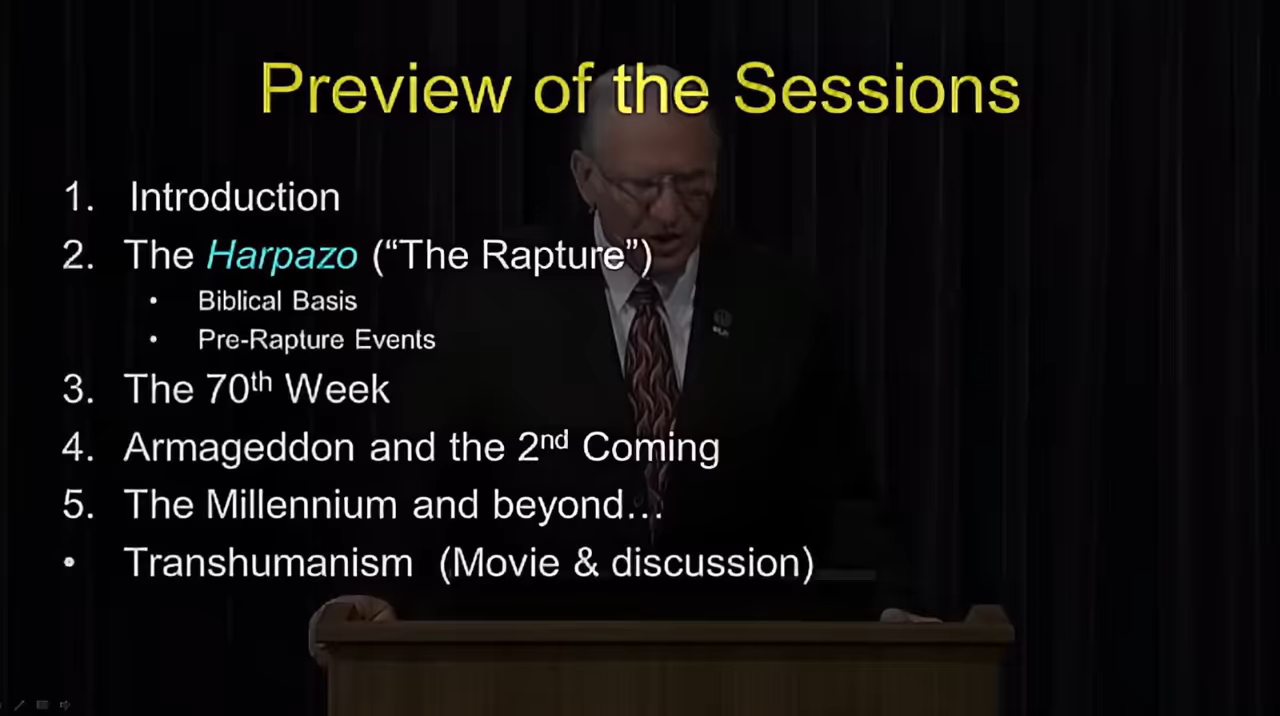 Preview of the Sessions
1. Introduction
2. The Harpazo (“The Rapture”)
• Biblical Basis
• Pre-Rapture Events
3. The 70th Week
4. Armageddon and the 2nd Coming
5. The Millennium and beyond…
• Transhumanism (Movie & discussion)